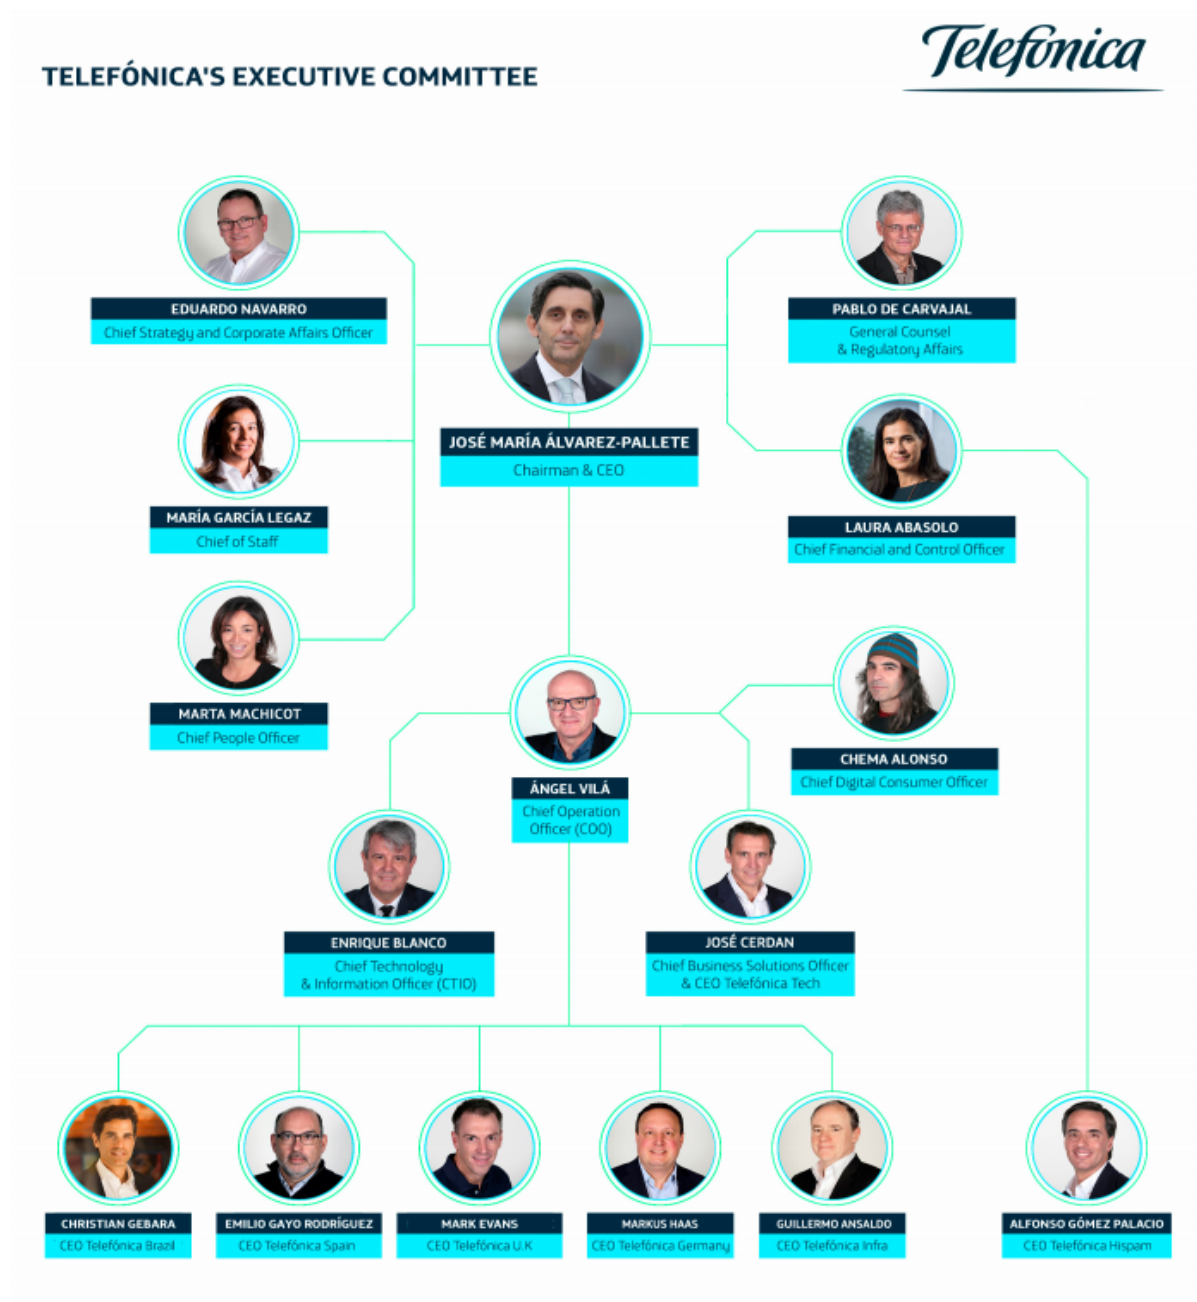 Telefónica
TELEFÓNICA'S EXECUTIVE COMMITTEE
EDUARDO NAVARRO
Chief Strategy and Corporate Affairs Officer
PABLO DE CARVAJAL
General Counsel
& Regulatory Affairs
JOSÉ MARÍA ÁLVAREZ-PALLETE
Chairman & CEO
MARÍA GARCÍA LEGAZ
Chief of Staff
LAURA ABASOLO
Chief Financial and Control Officer
MARTA MACHICOT
Chief People Officer
ÁNGEL VILÁ
Chief Operation
Officer (COO)
CHEMA ALONSO
Chief Digital Consumer Officer
ENRIQUE BLANCO
Chief Technology
& Information Officer (CTIO)
JOSÉ CERDAN
Chief Business Solutions Officer
& CEO Telefónica Tech
CHRISTIAN GEBARA
CEO Telefónica Brazil
EMILIO GAYO RODRÍGUEZ
CEO Telefónica Spain
MARK EVANS
CEO Telefónica U.K
MARKUS HAAS
CEO Telefónica Germany
GUILLERMO ANSALDO
CEO Telefónica Infra
ALFONSO GÓMEZ PALACIO
CEO Telefónica Hispam